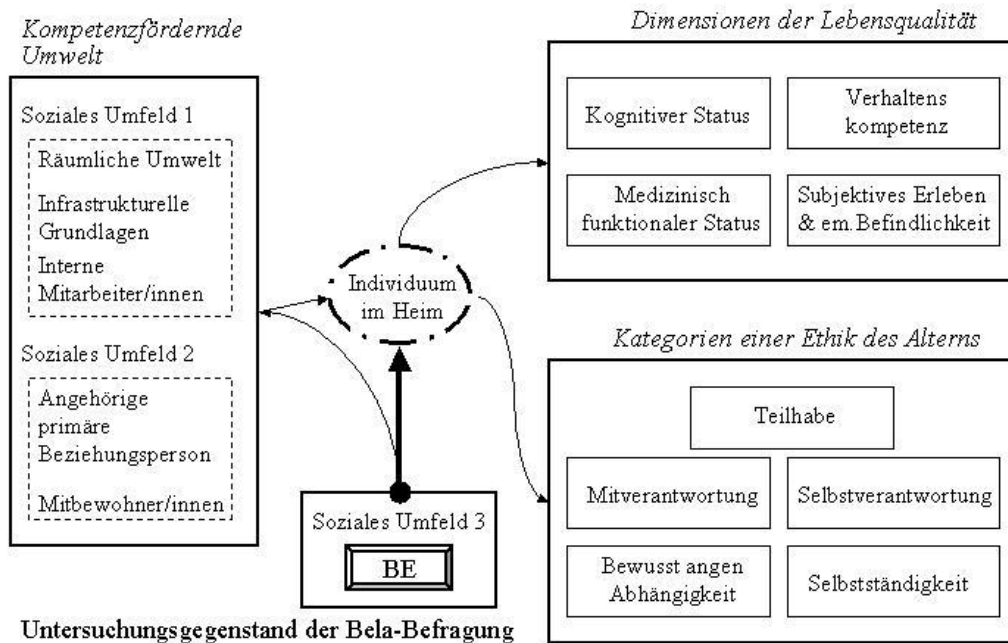 Kompetenzfördernde
Umwelt
Soziales Umfeld 1
Räumliche Umwelt
Infrastrukturelle
Grundlagen
Interne
Mitarbeiter/innen
Soziales Umfeld 2
Angehörige
primäre
Beziehungsperson
Mitbewohner/innen
Individuum
im Heim
Soziales Umfeld 3
BE
Untersuchungsgegenstand der Bela-Befragung
Dimensionen der Lebensqualität
Kognitiver Status
Verhaltens
kompetenz
Medizinisch
funktionaler Status
Subjektives Erleben
& em.Befindlichkeit
Kategorien einer Ethik des Alterns
Teilhabe
Mitverantwortung
Selbstverantwortung
Bewusst angen
Abhängigkeit
Selbstständigkeit